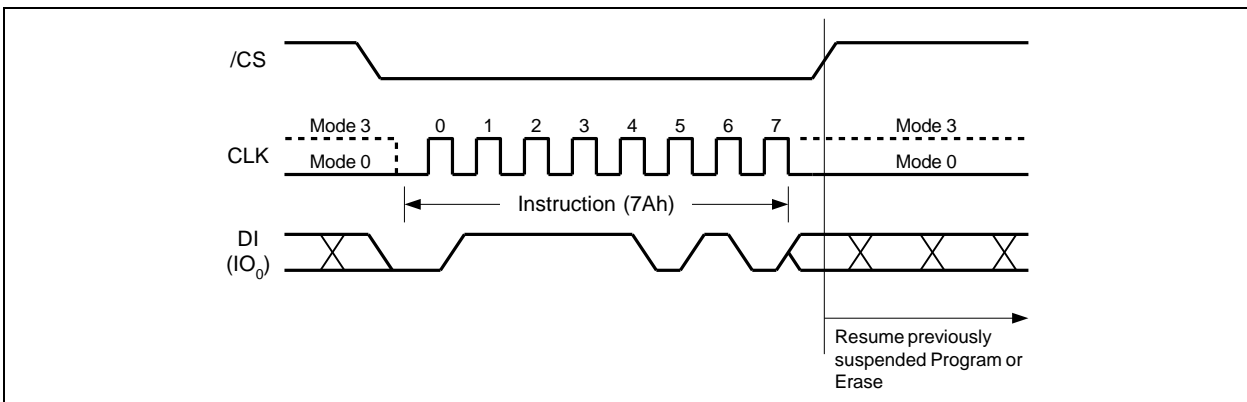 /CS
Mode 3
0 1 2 3 4 5 6 7
Mode 3
CLK
Mode 0
Mode 0
Instruction (7Ah)
DI
(IO0)
Resume previously
suspended Program or
Erase